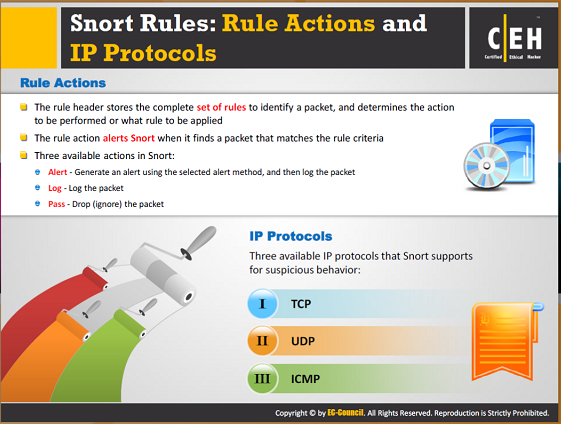 Snort Rules: Rule Actions and
IP Protocols
C|EH
Certified Ethical Hacker
Rule Actions
The rule header stores the complete set of rules to identify a packet, and determines the action
to be performed or what rule to be applied
The rule action alerts Snort when it finds a packet that matches the rule criteria
Three available actions in Snort:
Alert - Generate an alert using the selected alert method, and then log the packet
Log - Log the packet
Pass - Drop (ignore) the packet
IP Protocols
Three available IP protocols that Snort supports
for suspicious behavior:
I TCP
II UDP
III ICMP
Copyright © by EC-Council. All Rights Reserved. Reproduction is Strictly Prohibited.